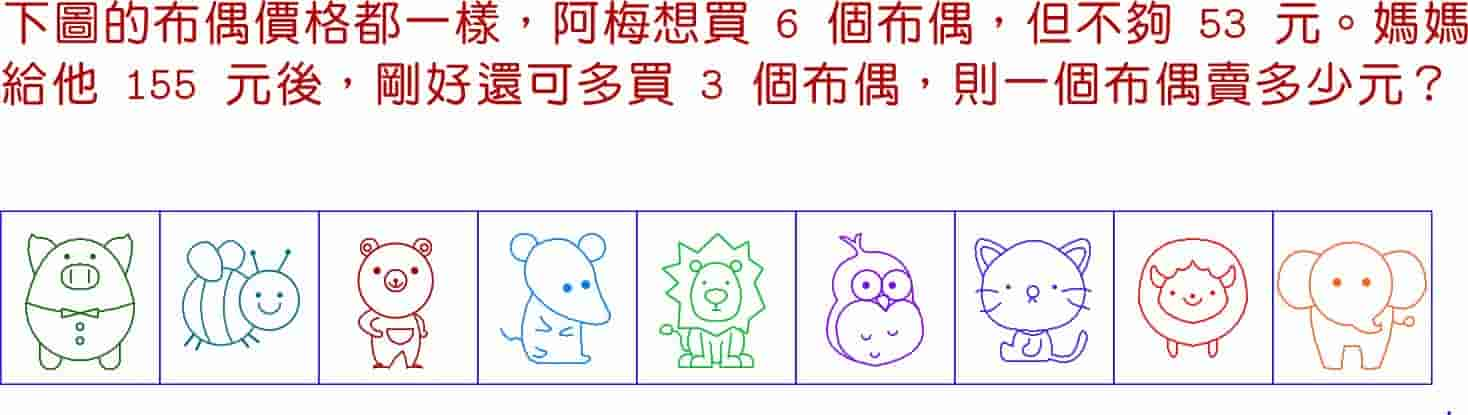 下圖的布偶價格都一樣，阿梅想買 6 個布偶，但不夠 53 元。媽媽
給他 155 元後，剛好還可多買 3 個布偶，則一個布偶賣多少元？